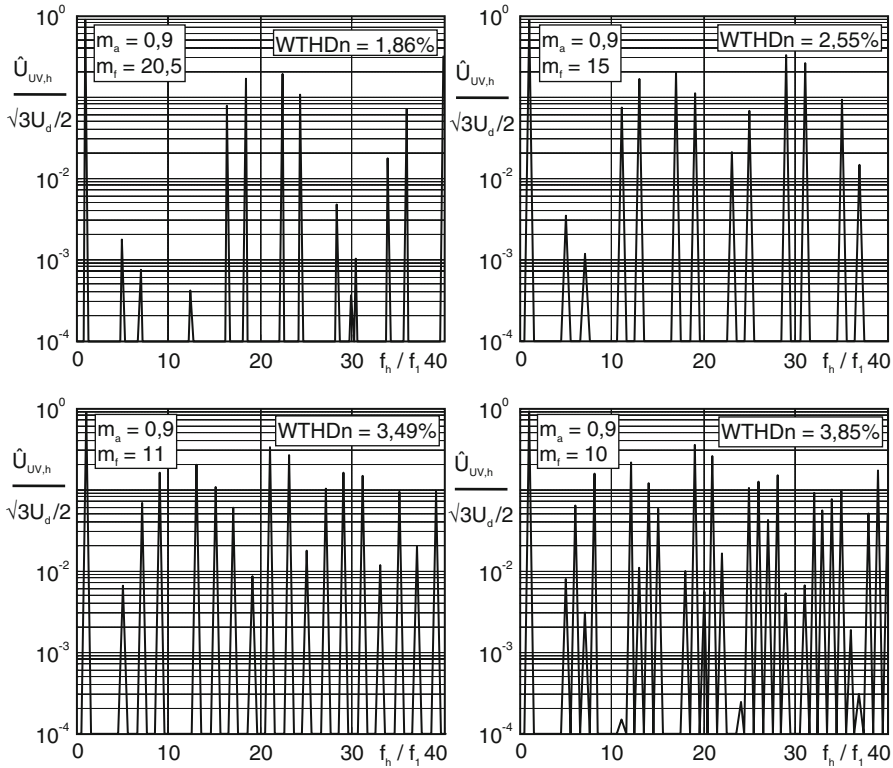 10⁰
m_a = 0,9
m_f = 20,5
WTHDn = 1,86%
Û_UV,h
√3U_d/2
10⁻²
10⁻³
10⁻⁴
0 10 20 30 f_h / f_1 40
10⁰
m_a = 0,9
m_f = 15
WTHDn = 2,55%
Û_UV,h
√3U_d/2
10⁻²
10⁻³
10⁻⁴
0 10 20 30 f_h / f_1 40
10⁰
m_a = 0,9
m_f = 11
WTHDn = 3,49%
Û_UV,h
√3U_d/2
10⁻²
10⁻³
10⁻⁴
0 10 20 30 f_h / f_1 40
10⁰
m_a = 0,9
m_f = 10
WTHDn = 3,85%
Û_UV,h
√3U_d/2
10⁻²
10⁻³
10⁻⁴
0 10 20 30 f_h / f_1 40